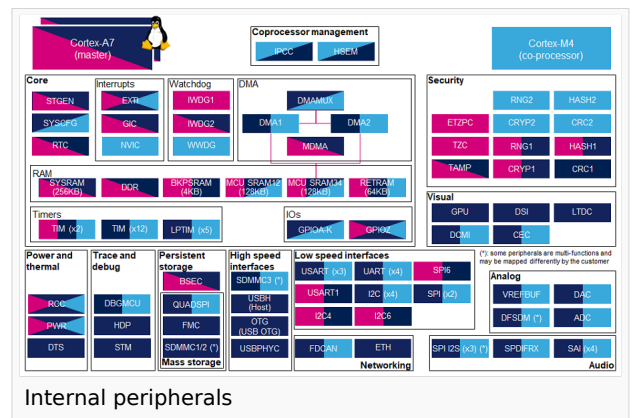 Cortex-A7
(master)
Coprocessor management
IPCC HSEM
Cortex-M4
(co-processor)
Core
STGEN
SYSCFG
RTC
Interrupts
EXTI
GIC
NVIC
Watchdog
IWDG1
IWDG2
WWDG
DMA
DMAMUX
DMA1 DMA2
MDMA
Security
RNG2 HASH2
ETZPC CRYP2 CRC2
TZC RNG1 HASH1
TAMP CRYP1 CRC1
RAM
SYSRAM
(256KB)
DDR
BKPSRAM
(4KB)
MCU SRAM12
(128KB)
MCU SRAM34
(128KB)
RETRAM
(64KB)
Timers
TIM (x2) TIM (x12) LPTIM (x5)
IOs
GPIOA-K GPIOZ
Visual
GPU DSI LTDC
DCMI CEC
(*): some peripherals are multi-functions and
may be mapped differently by the customer
Power and
thermal
RCC
PWR
DTS
Trace and
debug
DBGMCU
HDP
STM
Persistent
storage
BSEC
QUADSPI
FMC
SDMMC1/2 (*)
Mass storage
High speed
interfaces
SDMMC3 (*)
USBH
(Host)
OTG
(USB OTG)
USBPHYC
Low speed interfaces
USART (x3) UART (x4) SPI6
USART1 I2C (x4) SPI (x2)
I2C4 I2C6
FDCAN ETH
Networking
Analog
VREFBUF DAC
DFSDM (*) ADC
SPI I2S (x3) (*) SPDIFRX SAI (x4)
Audio
Internal peripherals